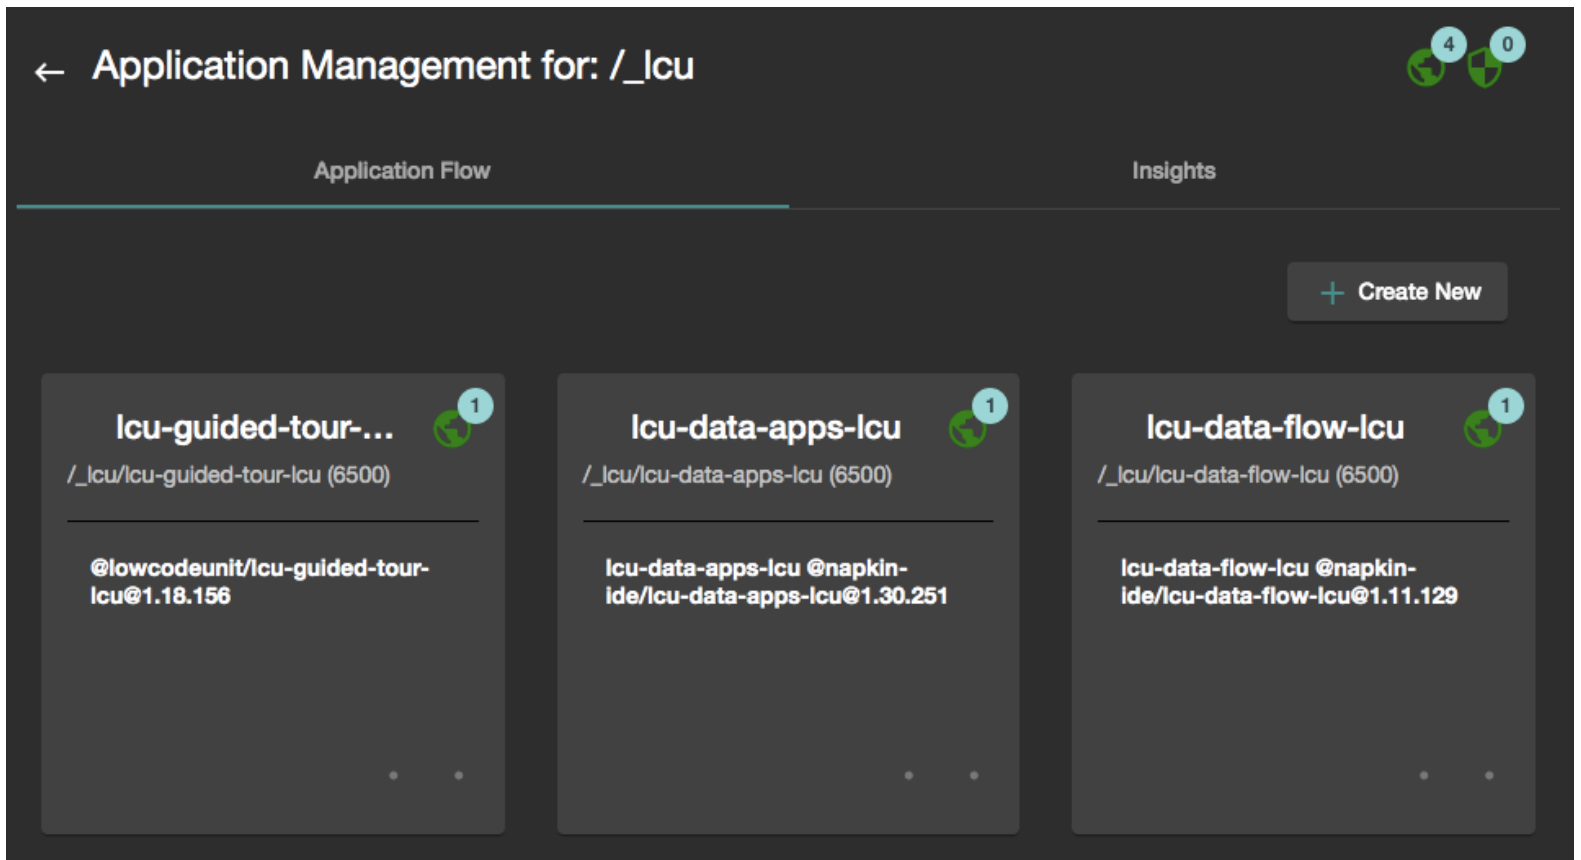 ← Application Management for: /_lcu
4
0
Application Flow
Insights
+ Create New
lcu-guided-tour-...
1
/_lcu/lcu-guided-tour-lcu (6500)
@lowcodeunit/lcu-guided-tour-
lcu@1.18.156
lcu-data-apps-lcu
1
/_lcu/lcu-data-apps-lcu (6500)
lcu-data-apps-lcu @napkin-
ide/lcu-data-apps-lcu@1.30.251
lcu-data-flow-lcu
1
/_lcu/lcu-data-flow-lcu (6500)
lcu-data-flow-lcu @napkin-
ide/lcu-data-flow-lcu@1.11.129